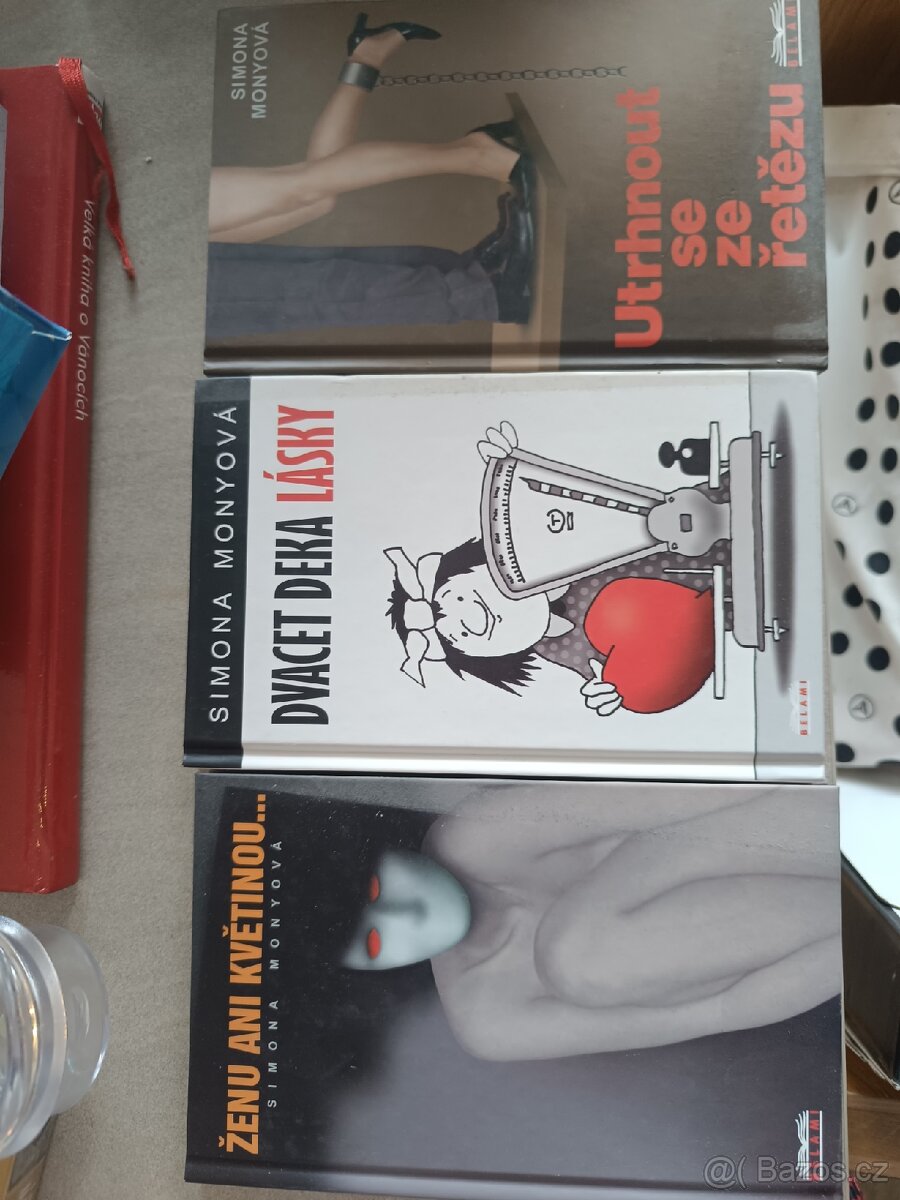 SIMONA
MONYOVÁ
Utrhnout
se
ze
řetězu
BELAMI
SIMONA MONYOVÁ
DVACET DEKA LÁSKY
BELAMI
ŽENU ANI KVĚTINOU...
SIMONA MONYOVÁ
BELAMI
Velká kniha o Vánocích
@( Bazos.cz